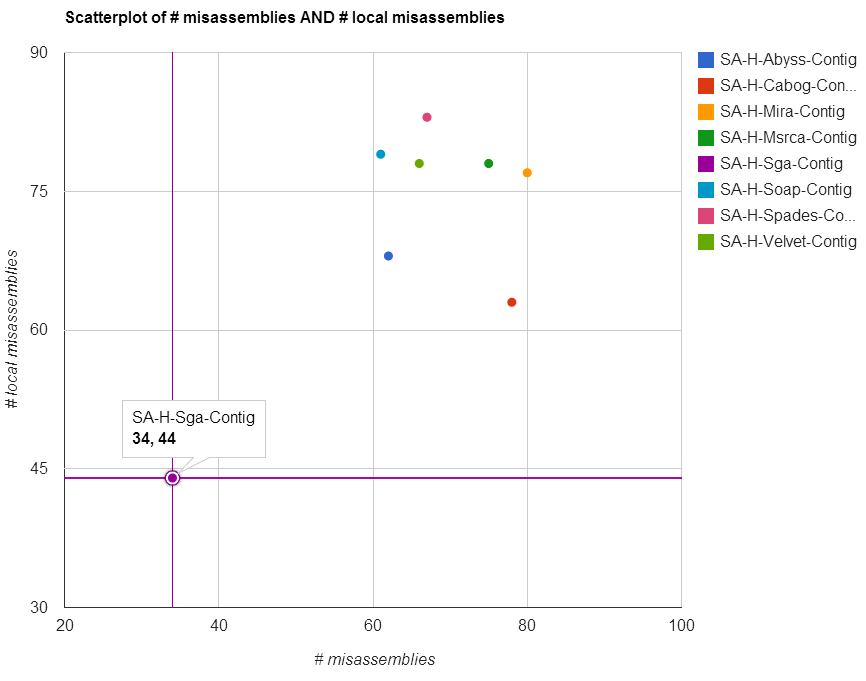 Scatterplot of # misassemblies AND # local misassemblies
90
75
60
45
30
# local misassemblies
20 40 60 80 100
# misassemblies
SA-H-Sga-Contig
34, 44
SA-H-Abyss-Contig
SA-H-Cabog-Con...
SA-H-Mira-Contig
SA-H-Msrca-Contig
SA-H-Sga-Contig
SA-H-Soap-Contig
SA-H-Spades-Co...
SA-H-Velvet-Contig